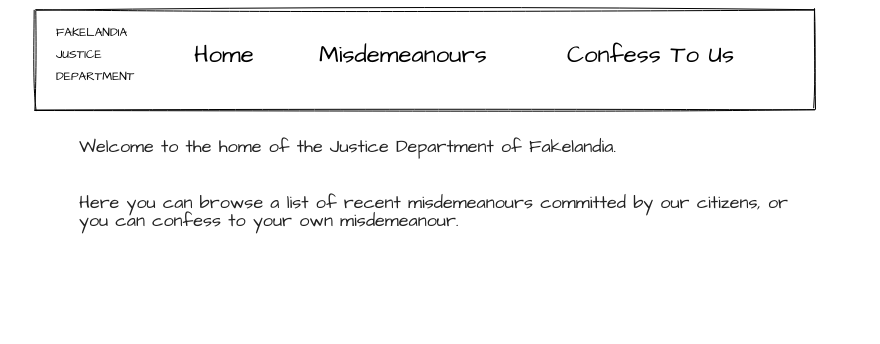 FAKELANDIA
JUSTICE
DEPARTMENT
Home Misdemeanours Confess To Us
Welcome to the home of the Justice Department of Fakelandia.
Here you can browse a list of recent misdemeanours committed by our citizens, or
you can confess to your own misdemeanour.